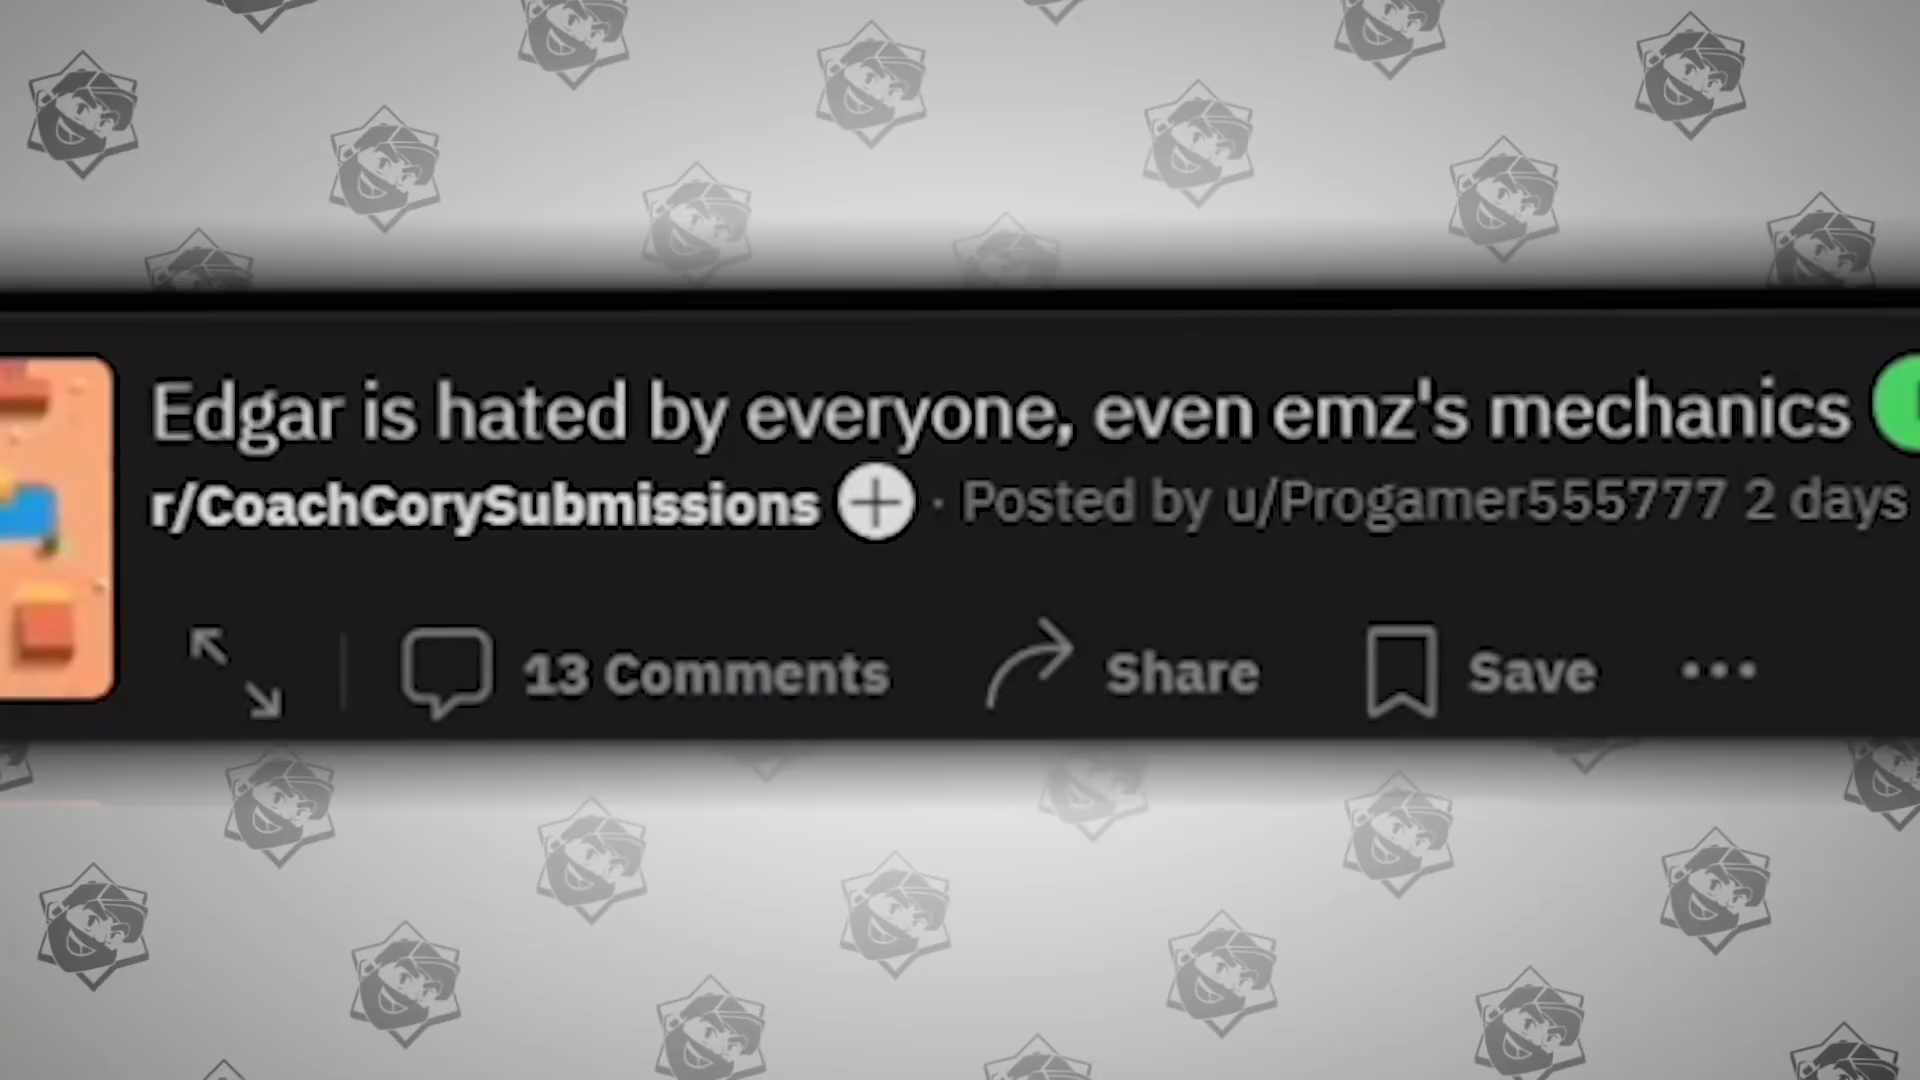 Edgar is hated by everyone, even emz's mechanics
r/CoachCorySubmissions · Posted by u/Progamer555777 2 days
13 Comments Share Save